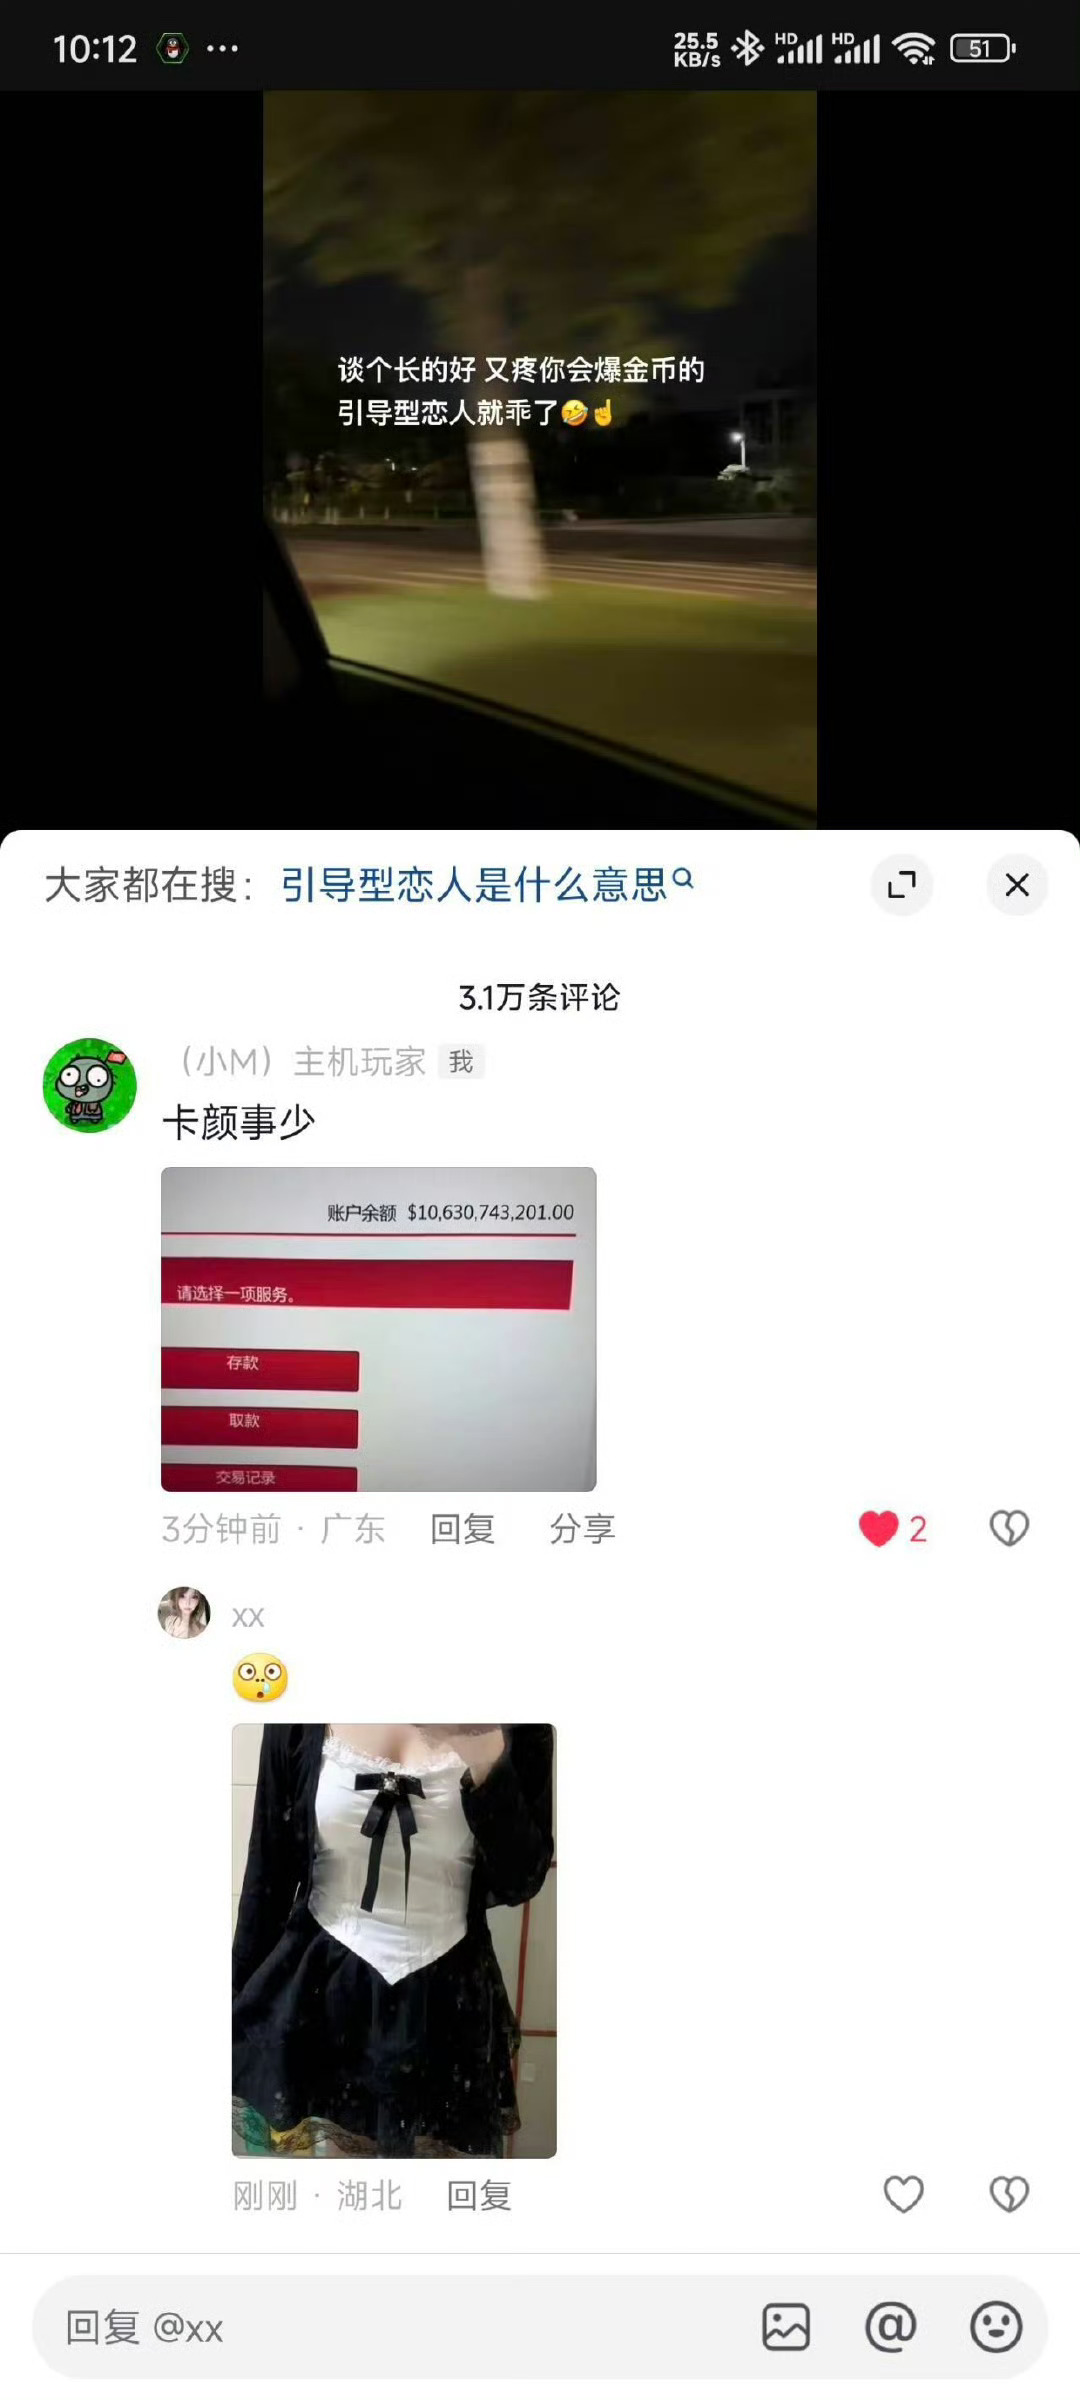 10:12
25.5
KB/s
HD
HD
51
谈个长的好 又疼你会爆金币的
引导型恋人就乖了🤣☝
大家都在搜： 引导型恋人是什么意思
3.1万条评论
（小M）主机玩家 我
卡颜事少
账户余额 $10,630,743,201.00
请选择一项服务。
存款
取款
交易记录
3分钟前 · 广东 回复 分享 2
xx
刚刚 · 湖北 回复
回复 @xx